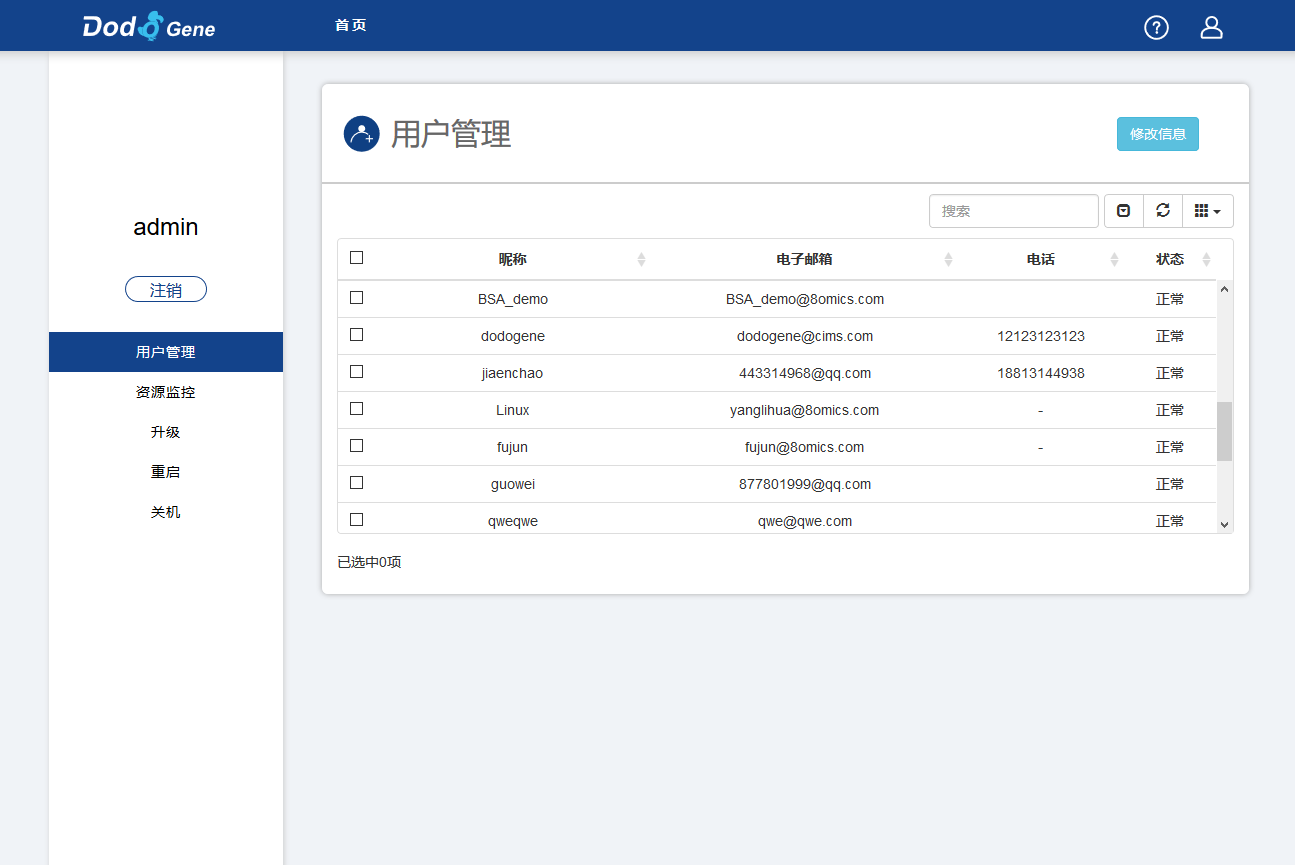 Dodo Gene
首页
admin
注销
用户管理
资源监控
升级
重启
关机
用户管理
修改信息
搜索
昵称 电子邮箱 电话 状态
BSA_demo BSA_demo@8omics.com 正常
dodogene dodogene@cims.com 12123123123 正常
jiaenchao 443314968@qq.com 18813144938 正常
Linux yanglihua@8omics.com - 正常
fujun fujun@8omics.com - 正常
guowei 877801999@qq.com 正常
qweqwe qwe@qwe.com 正常
已选中0项